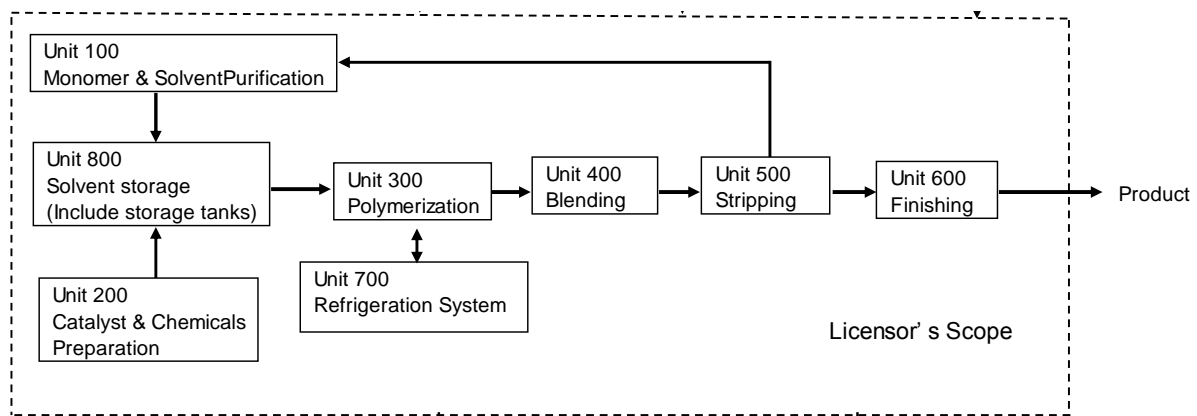 Unit 100
Monomer & SolventPurification
Unit 800
Solvent storage
(Include storage tanks)
Unit 300
Polymerization
Unit 400
Blending
Unit 500
Stripping
Unit 600
Finishing
Product
Unit 700
Refrigeration System
Unit 200
Catalyst & Chemicals
Preparation
Licensor’ s Scope